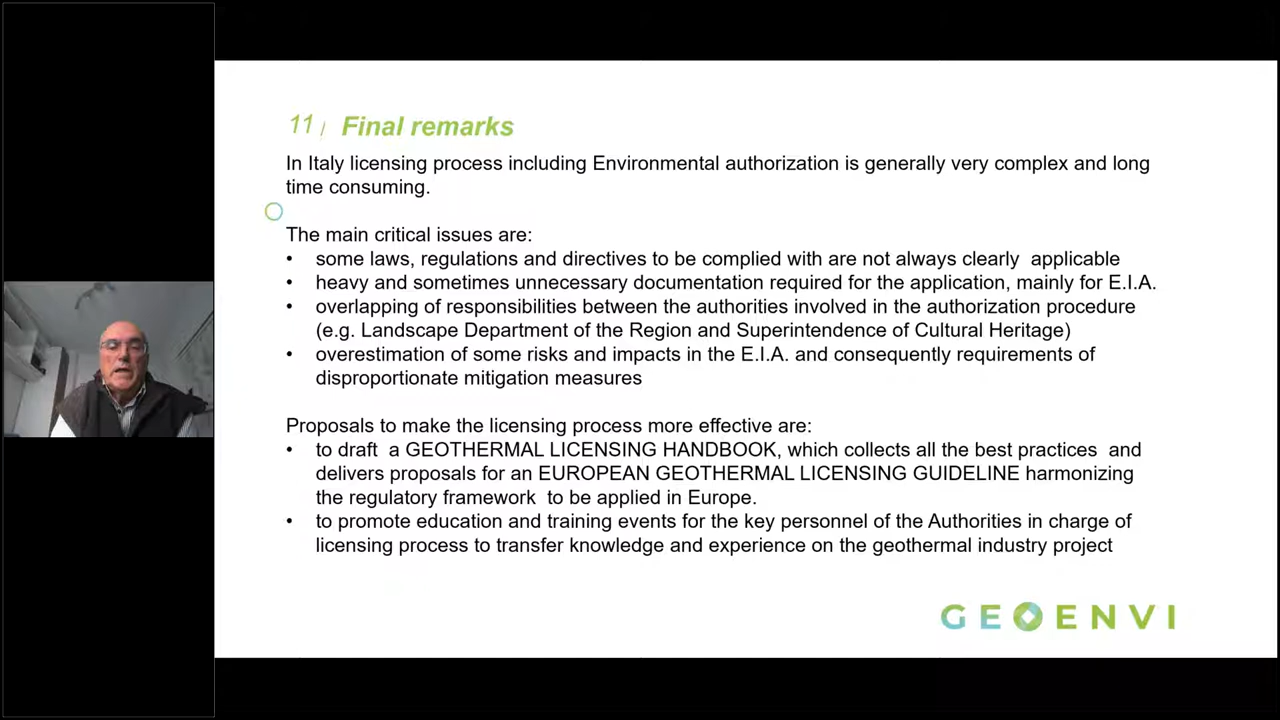 11 / Final remarks
In Italy licensing process including Environmental authorization is generally very complex and long
time consuming.
The main critical issues are:
• some laws, regulations and directives to be complied with are not always clearly applicable
• heavy and sometimes unnecessary documentation required for the application, mainly for E.I.A.
• overlapping of responsibilities between the authorities involved in the authorization procedure
(e.g. Landscape Department of the Region and Superintendence of Cultural Heritage)
• overestimation of some risks and impacts in the E.I.A. and consequently requirements of
disproportionate mitigation measures
Proposals to make the licensing process more effective are:
• to draft a GEOTHERMAL LICENSING HANDBOOK, which collects all the best practices and
delivers proposals for an EUROPEAN GEOTHERMAL LICENSING GUIDELINE harmonizing
the regulatory framework to be applied in Europe.
• to promote education and training events for the key personnel of the Authorities in charge of
licensing process to transfer knowledge and experience on the geothermal industry project
GEOENVI